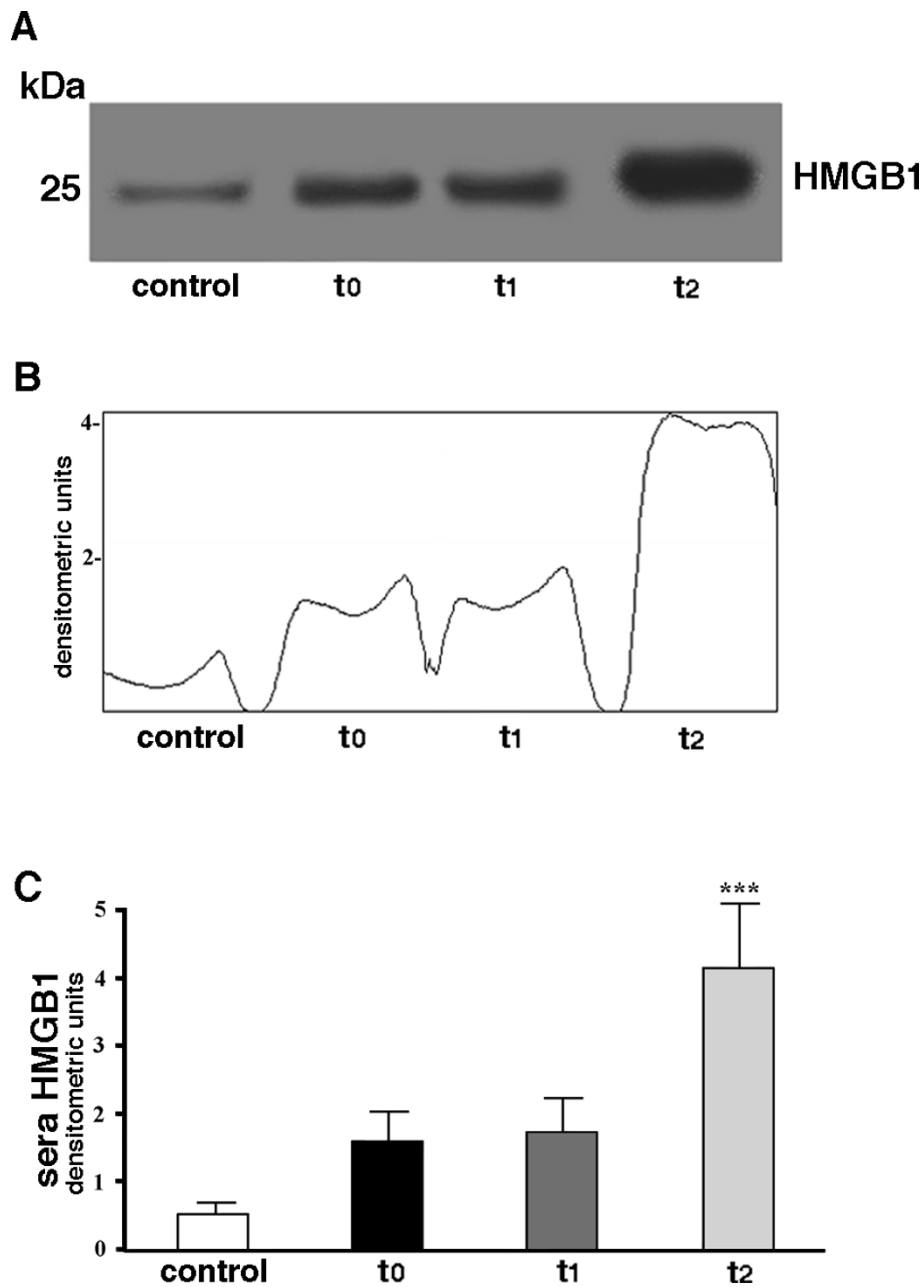 A
kDa
25
HMGB1
control t0 t1 t2
B
densitometric units
4-
2-
control t0 t1 t2
C
sera HMGB1
densitometric units
***
5
4
3
2
1
0
control t0 t1 t2